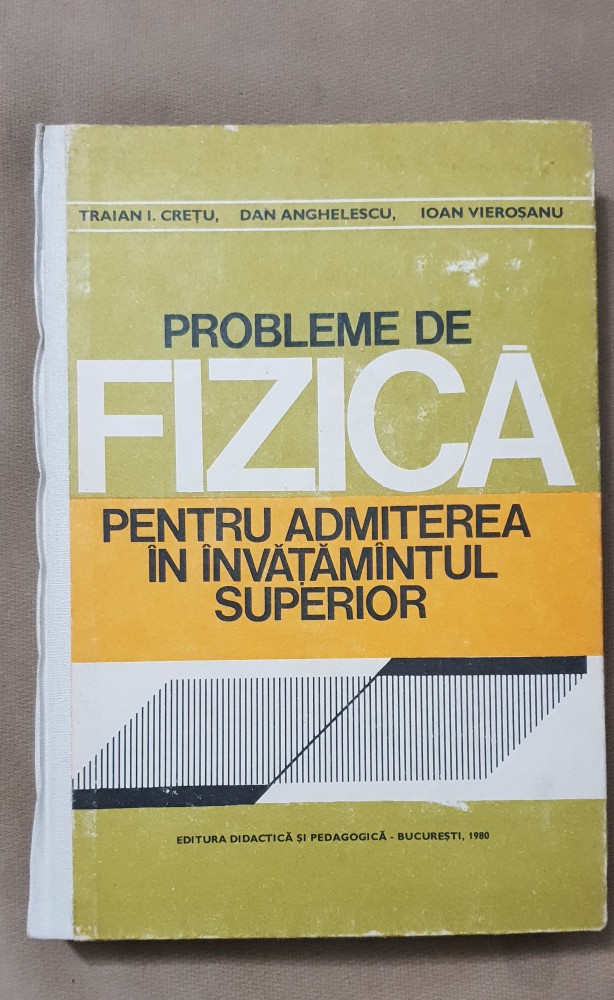 TRAIAN I. CREȚU, DAN ANGHELESCU, IOAN VIEROȘANU
PROBLEME DE
FIZICĂ
PENTRU ADMITEREA
ÎN ÎNVĂȚĂMÎNTUL
SUPERIOR
EDITURA DIDACTICĂ ȘI PEDAGOGICĂ - BUCUREȘTI, 1980